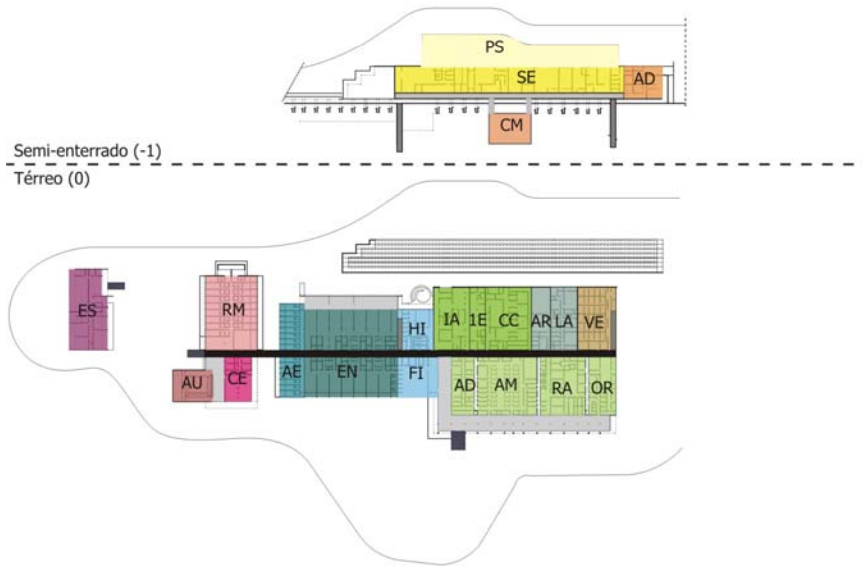 PS
SE
AD
CM
Semi-enterrado (-1)
Térreo (0)
ES
RM
HI
IA
1E
CC
AR
LA
VE
AU
CE
AE
EN
FI
AD
AM
RA
OR